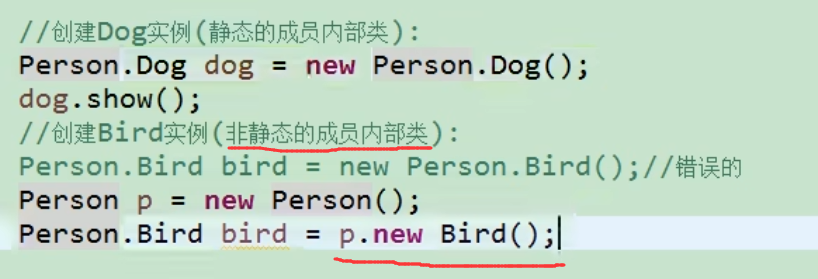 //创建Dog实例(静态的成员内部类):
Person.Dog dog = new Person.Dog();
dog.show();
//创建Bird实例(非静态的成员内部类):
Person.Bird bird = new Person.Bird();//错误的
Person p = new Person();
Person.Bird bird = p.new Bird();